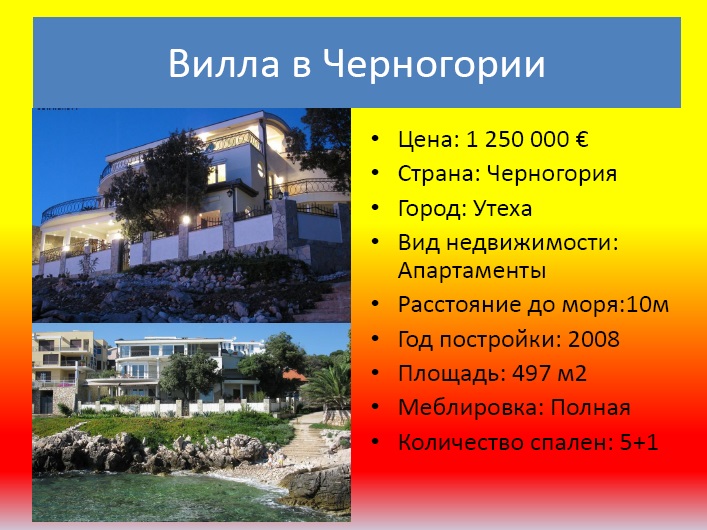 Вилла в Черногории
• Цена: 1 250 000 €
• Страна: Черногория
• Город: Утеха
• Вид недвижимости:
Апартаменты
• Расстояние до моря:10м
• Год постройки: 2008
• Площадь: 497 м2
• Меблировка: Полная
• Количество спален: 5+1